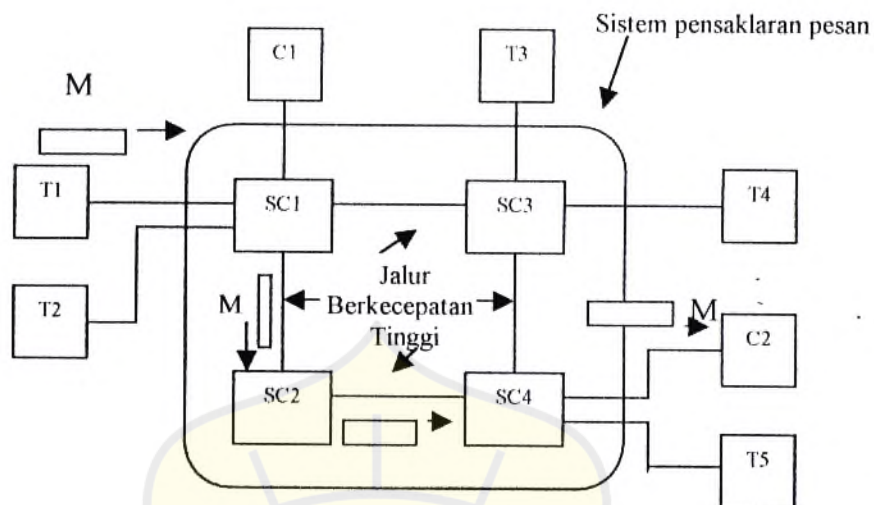 Sistem pensaklaran pesan
C1
T3
M
T1
SC1
SC3
T4
T2
M
Jalur
Berkecepatan
Tinggi
M
C2
SC2
SC4
T5